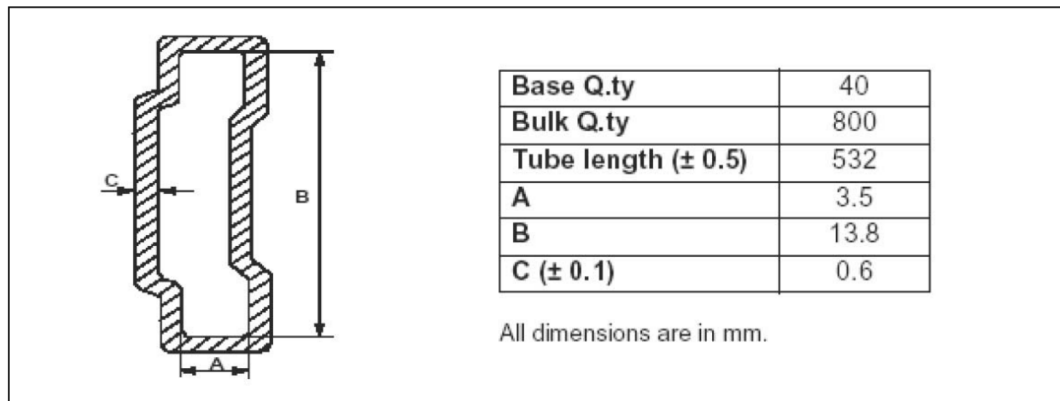 C
B
A
Base Q.ty 40
Bulk Q.ty 800
Tube length (± 0.5) 532
A 3.5
B 13.8
C (± 0.1) 0.6
All dimensions are in mm.